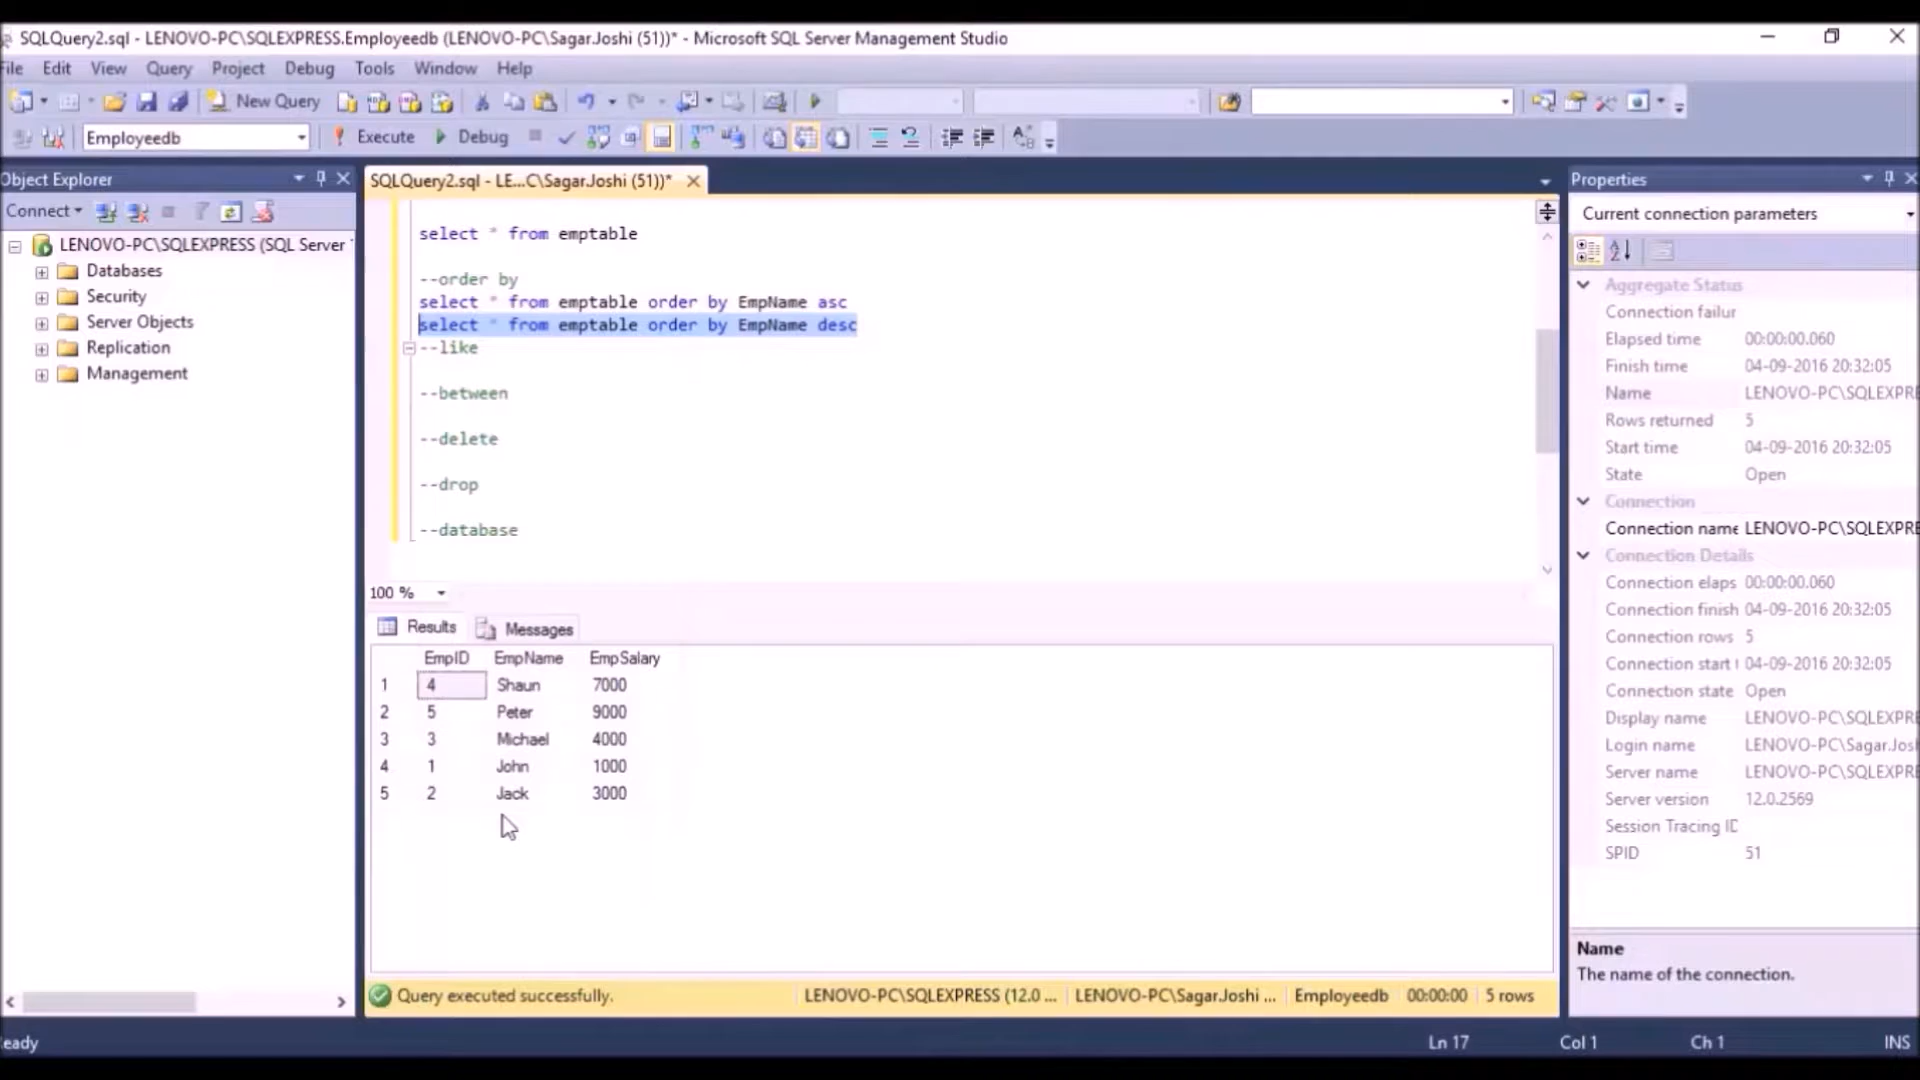 SQLQuery2.sql - LENOVO-PC\SQLEXPRESS.Employeedb (LENOVO-PC\Sagar.Joshi (51))* - Microsoft SQL Server Management Studio
File Edit View Query Project Debug Tools Window Help
New Query
Employeedb Execute Debug
Object Explorer
Connect
LENOVO-PC\SQLEXPRESS (SQL Server
Databases
Security
Server Objects
Replication
Management
SQLQuery2.sql - LE...C\Sagar.Joshi (51))*
select * from emptable
--order by
select * from emptable order by EmpName asc
select * from emptable order by EmpName desc
--like
--between
--delete
--drop
--database
100 %
Results Messages
EmpID EmpName EmpSalary
1 4 Shaun 7000
2 5 Peter 9000
3 3 Michael 4000
4 1 John 1000
5 2 Jack 3000
Query executed successfully. LENOVO-PC\SQLEXPRESS (12.0 ... LENOVO-PC\Sagar.Joshi ... Employeedb 00:00:00 5 rows
Properties
Current connection parameters
Aggregate Status
Connection failur
Elapsed time 00:00:00.060
Finish time 04-09-2016 20:32:05
Name LENOVO-PC\SQLEXPRE
Rows returned 5
Start time 04-09-2016 20:32:05
State Open
Connection
Connection name LENOVO-PC\SQLEXPRE
Connection Details
Connection elaps 00:00:00.060
Connection finish 04-09-2016 20:32:05
Connection rows 5
Connection start t 04-09-2016 20:32:05
Connection state Open
Display name LENOVO-PC\SQLEXPRE
Login name LENOVO-PC\Sagar.Josh
Server name LENOVO-PC\SQLEXPRE
Server version 12.0.2569
Session Tracing ID
SPID 51
Name
The name of the connection.
eady Ln 17 Col 1 Ch 1 INS